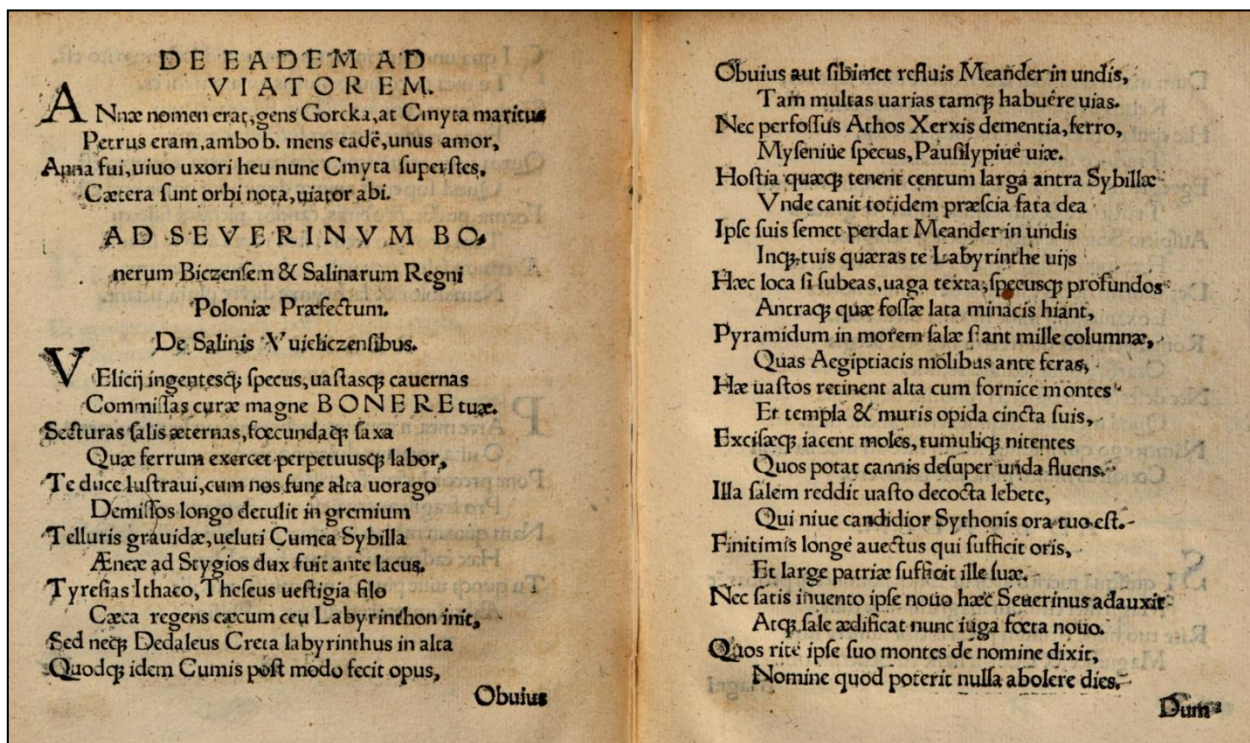 DE EADEM AD
VIATOREM.
ANnæ nomen erat, gens Gorcka, at Cmyta maritus
Petrus eram, ambo b. mens eadẽ, unus amor,
Anna fui, uiuo uxori heu nunc Cmyta superstes,
Cætera sunt orbi nota, uiator abi.
AD SEVERINVM BO-
nerum Biczensem & Salinarum Regni
Poloniæ Præfectum.
De Salinis Vuieliczensibus.
VElicij ingentesq; specus, uastasq; cauernas
Commissas curæ magne BONERE tuæ.
Secturas salis æternas, fœcundaq; saxa
Quæ ferrum exercet perpetuusq; labor,
Te duce lustraui, cum nos fune alta uorago
Demissos longo detulit in gremium
Telluris grauidæ, ueluti Cumea Sybilla
Æneæ ad Stygios dux fuit ante lacus.
Tyresias Ithaco, Theseus uestigia filo
Cæca regens cæcum ceu Labyrinthon init,
Sed neq; Dedaleus Creta labyrinthus in alta
Quodq; idem Cumis post modo fecit opus,
Obuius
Obuius aut sibimet refluis Meander in undis,
Tam multas uarias tamq; habuêre uias.
Nec perfossus Athos Xerxis dementia, ferro,
Myseniûe specus, Pausilypiuê uiæ.
Hostia quæq; tenent centum larga antra Sybillæ
Vnde canit totidem præscia fata dea
Ipse suis semet perdat Meander in undis
Inq; tuis quæras te Labyrinthe uijs
Hæc loca si subeas, uaga texta, specusq; profundos
Antraq; quæ fossæ lata minacis hiant,
Pyramidum in morem salæ stant mille columnæ,
Quas Aegiptiacis molibus ante feras,
Hæ uastos retinent alta cum fornice montes
Et templa & muris opida cincta suis,
Excisæq; iacent moles, tumuliq; nitentes
Quos potat cannis desuper unda fluens.
Illa salem reddit uasto decocta lebete,
Qui niue candidior Sythonis ora tuo est.
Finitimis longè auectus qui sufficit oris,
Et large patriæ sufficit ille suæ.
Nec satis inuento ipse nouo hæc Seuerinus adauxit
Atq; sale ædificat nunc iuga fœta nouo.
Quos ritè ipse suo montes de nomine dixit,
Nomine quod poterit nulla abolere dies.
Dum